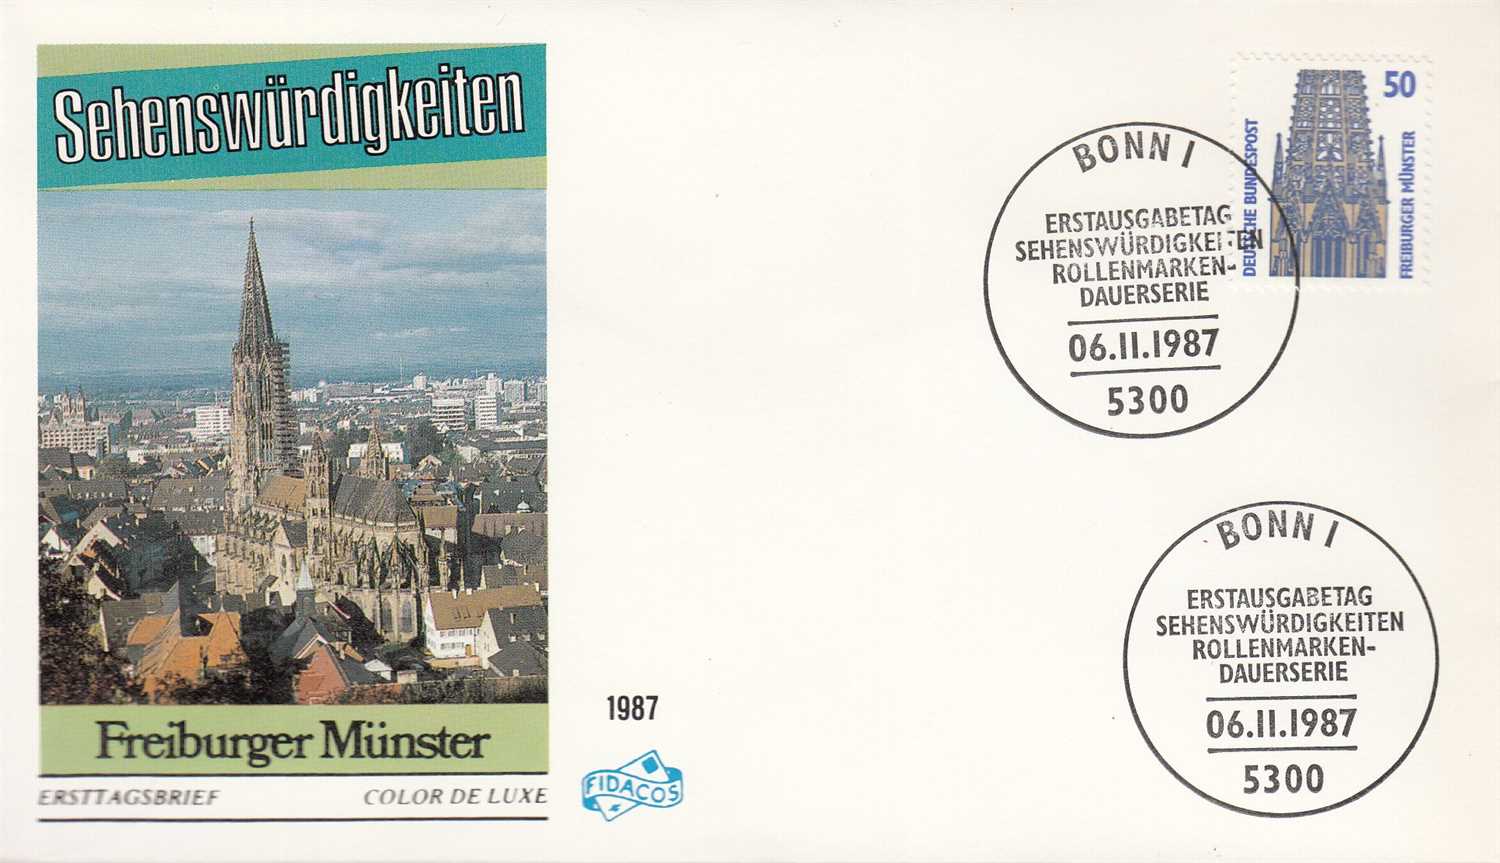 Sehenswürdigkeiten
Freiburger Münster
ERSTTAGSBRIEF COLOR DE LUXE
1987
FIDACOS
50
DEUTSCHE BUNDESPOST
FREIBURGER MÜNSTER
BONN 1
ERSTAUSGABETAG
SEHENSWÜRDIGKEITEN
ROLLENMARKEN-
DAUERSERIE
06.11.1987
5300
BONN 1
ERSTAUSGABETAG
SEHENSWÜRDIGKEITEN
ROLLENMARKEN-
DAUERSERIE
06.11.1987
5300